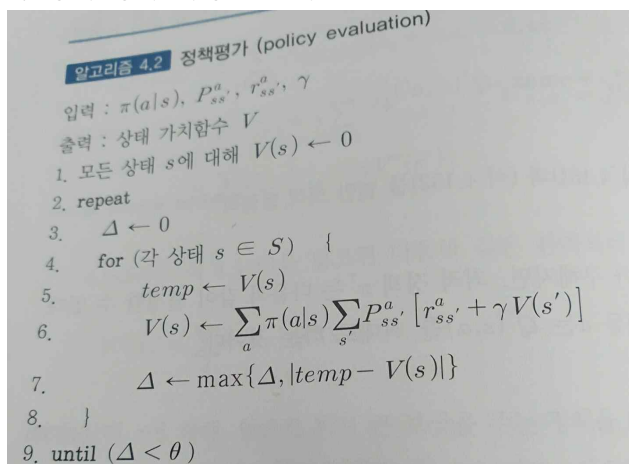 알고리즘 4.2 정책평가 (policy evaluation)
입력 : π(a|s), P^a_{ss′}, r^a_{ss′}, γ
출력 : 상태 가치함수 V
1. 모든 상태 s에 대해 V(s) ← 0
2. repeat
3. Δ ← 0
4. for (각 상태 s ∈ S) {
5. temp ← V(s)
6. V(s) ← ∑_a π(a|s) ∑_{s′} P^a_{ss′} [r^a_{ss′} + γV(s′)]
7. Δ ← max{Δ, |temp − V(s)|}
8. }
9. until (Δ < θ)